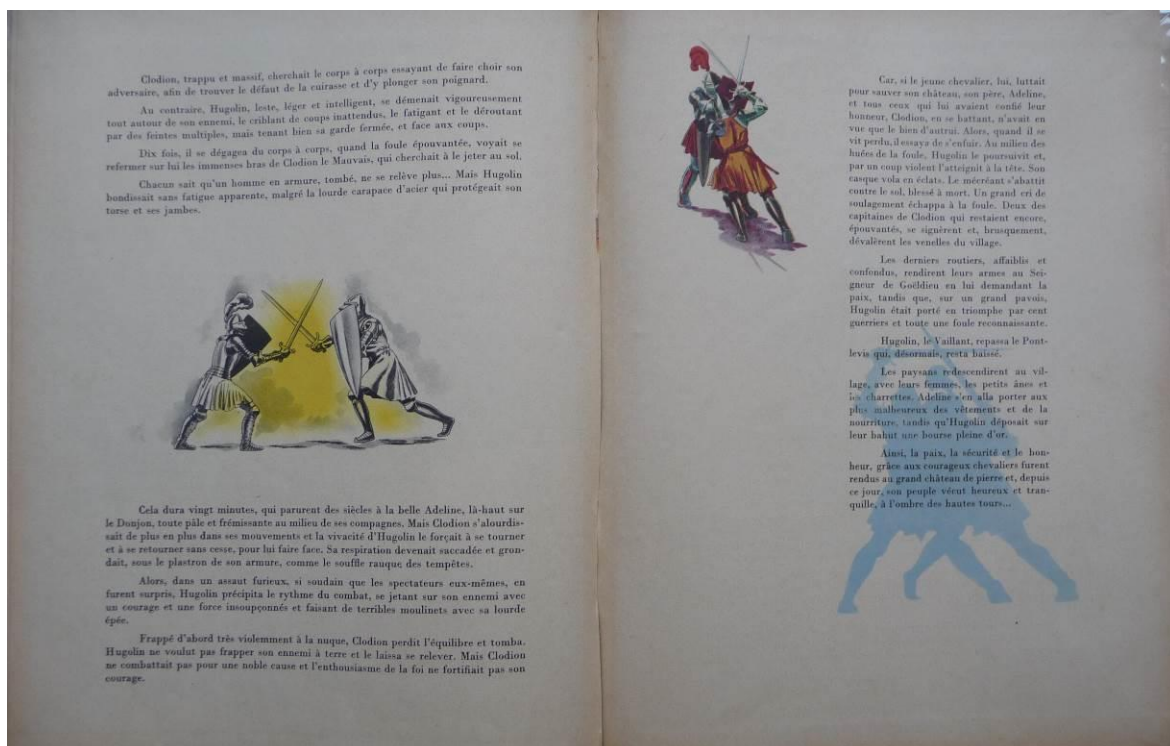 Clodion, trappu et massif, cherchait le corps à corps essayant de faire choir son
adversaire, afin de trouver le défaut de la cuirasse et d'y plonger son poignard.
Au contraire, Hugolin, leste, léger et intelligent, se démenait vigoureusement
tout autour de son ennemi, le criblant de coups inattendus, le fatigant et le déroutant
par des feintes multiples, mais tenant bien sa garde fermée, et face aux coups.
Dix fois, il se dégagea du corps à corps, quand la foule épouvantée, voyait se
refermer sur lui les immenses bras de Clodion le Mauvais, qui cherchait à le jeter au sol.
Chacun sait qu'un homme en armure, tombé, ne se relève plus... Mais Hugolin
bondissait sans fatigue apparente, malgré la lourde carapace d'acier qui protégeait son
torse et ses jambes.
Cela dura vingt minutes, qui parurent des siècles à la belle Adeline, là-haut sur
le Donjon, toute pâle et frémissante au milieu de ses compagnes. Mais Clodion s'alourdis-
sait de plus en plus dans ses mouvements et la vivacité d'Hugolin le forçait à se tourner
et à se retourner sans cesse, pour lui faire face. Sa respiration devenait saccadée et gron-
dait, sous le plastron de son armure, comme le souffle rauque des tempêtes.
Alors, dans un assaut furieux, si soudain que les spectateurs eux-mêmes, en
furent surpris, Hugolin précipita le rythme du combat, se jetant sur son ennemi avec
un courage et une force insoupçonnés et faisant de terribles moulinets avec sa lourde
épée.
Frappé d'abord très violemment à la nuque, Clodion perdit l'équilibre et tomba.
Hugolin ne voulut pas frapper son ennemi à terre et le laissa se relever. Mais Clodion
ne combattait pas pour une noble cause et l'enthousiasme de la foi ne fortifiait pas son
courage.
Car, si le jeune chevalier, lui, luttait
pour sauver son château, son père, Adeline,
et tous ceux qui lui avaient confié leur
honneur, Clodion, en se battant, n'avait en
vue que le bien d'autrui. Alors, quand il se
vit perdu, il essaya de s'enfuir. Au milieu des
huées de la foule, Hugolin le poursuivit et,
par un coup violent l'atteignit à la tête. Son
casque vola en éclats. Le mécréant s'abattit
contre le sol, blessé à mort. Un grand cri de
soulagement échappa à la foule. Deux des
capitaines de Clodion qui restaient encore,
épouvantés, se signèrent et, brusquement,
dévalèrent les venelles du village.
Les derniers routiers, affaiblis et
confondus, rendirent leurs armes au Sei-
gneur de Goëldieu en lui demandant la
paix, tandis que, sur un grand pavois,
Hugolin était porté en triomphe par cent
guerriers et toute une foule reconnaissante.
Hugolin, le Vaillant, repassa le Pont-
levis qui, désormais, resta baissé.
Les paysans redescendirent au vil-
lage, avec leurs femmes, les petits ânes et
les charrettes. Adeline s'en alla porter aux
plus malheureux des vêtements et de la
nourriture, tandis qu'Hugolin déposait sur
leur bahut une bourse pleine d'or.
Ainsi, la paix, la sécurité et le bon-
heur, grâce aux courageux chevaliers furent
rendus au grand château de pierre et, depuis
ce jour, son peuple vécut heureux et tran-
quille, à l'ombre des hautes tours...